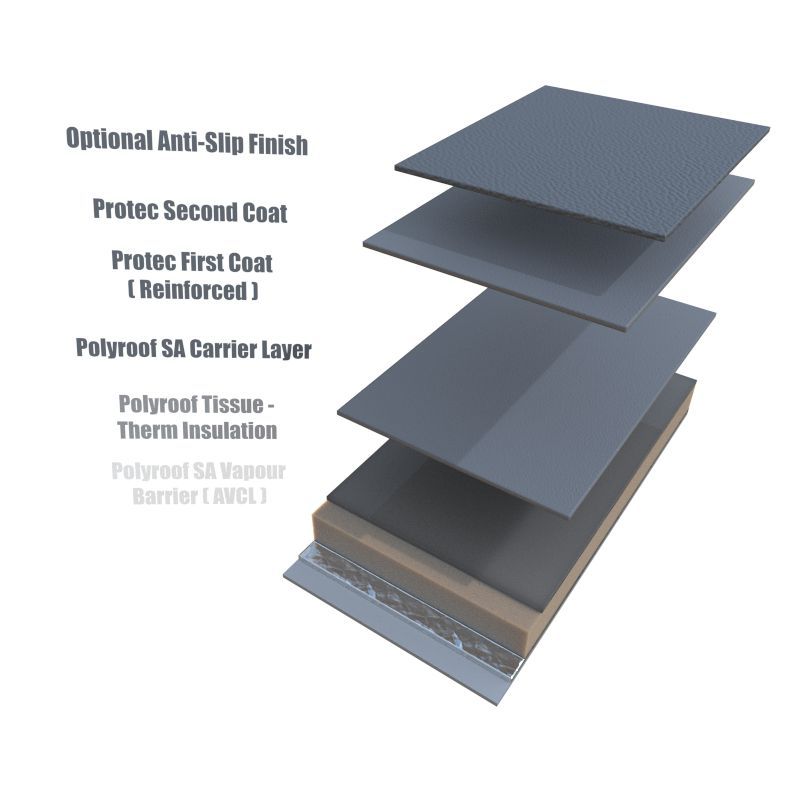 Optional Anti-Slip Finish
Protec Second Coat
Protec First Coat
( Reinforced )
Polyroof SA Carrier Layer
Polyroof Tissue -
Therm Insulation
Polyroof SA Vapour
Barrier ( AVCL )